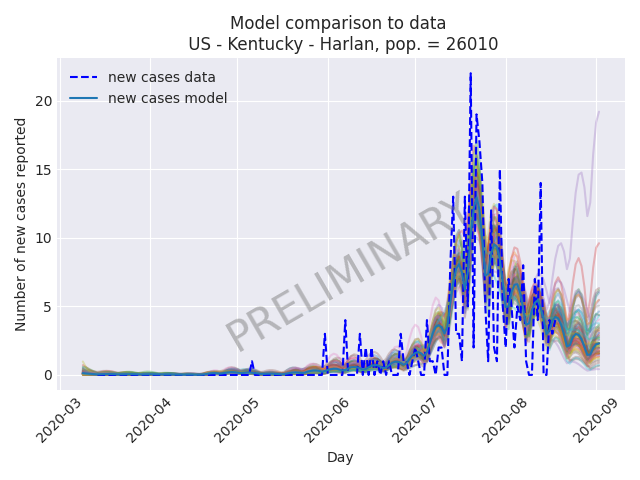 Model comparison to data
US - Kentucky - Harlan, pop. = 26010
new cases data
new cases model
PRELIMINARY
Number of new cases reported
20
15
10
5
0
2020-03
2020-04
2020-05
2020-06
2020-07
2020-08
2020-09
Day